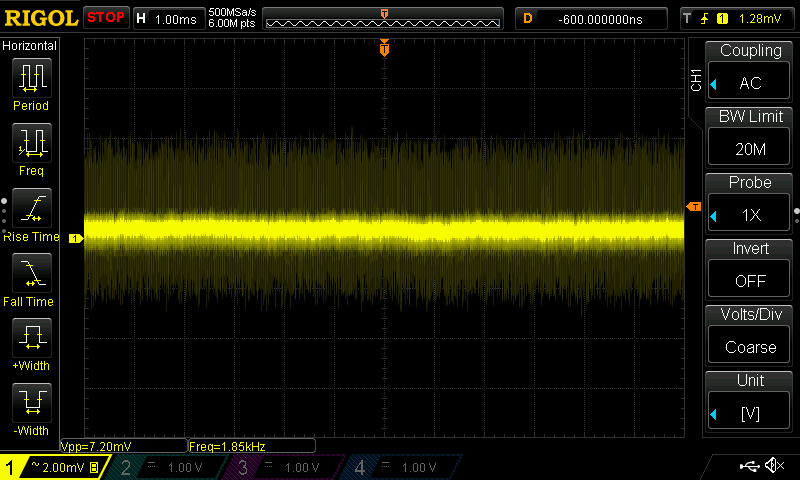 RIGOL STOP H 1.00ms 500MSa/s D -600.000000ns T 1 1.28mV
6.00M pts
T
Horizontal
Period
Freq
Rise Time
Fall Time
+Width
-Width
T
1
T
CH1
Coupling
AC
BW Limit
20M
Probe
1X
Invert
OFF
Volts/Div
Coarse
Unit
[V]
Vpp=7.20mV Freq=1.85kHz
1 ~ 2.00mV B 2 1.00 V 3 1.00 V 4 1.00 V